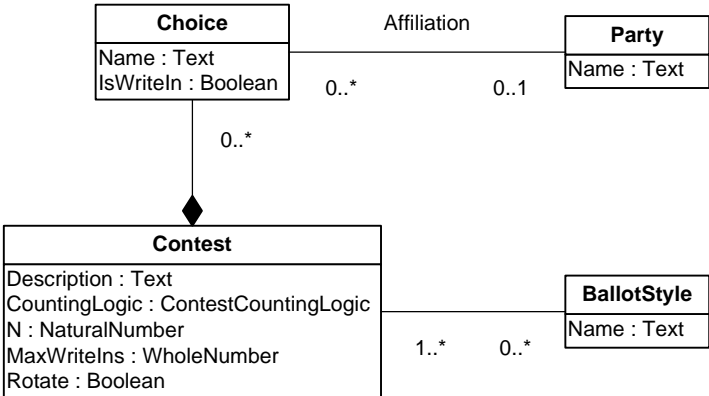 Choice
Name : Text
IsWriteIn : Boolean
Affiliation
0..*
0..1
Party
Name : Text
0..*
Contest
Description : Text
CountingLogic : ContestCountingLogic
N : NaturalNumber
MaxWriteIns : WholeNumber
Rotate : Boolean
1..*
0..*
BallotStyle
Name : Text